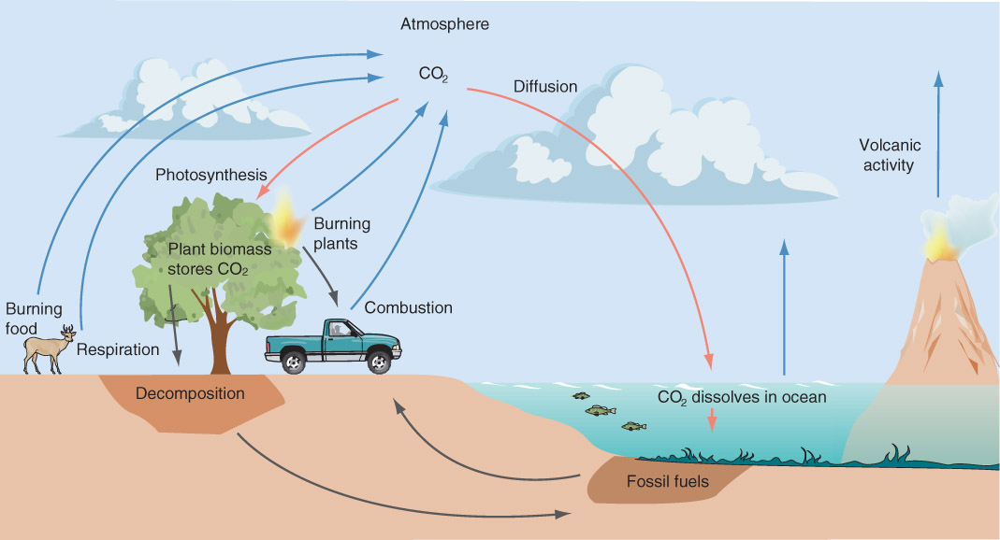 Atmosphere
CO₂
Diffusion
Volcanic
activity
Photosynthesis
Burning
plants
Plant biomass
stores CO₂
Burning
food
Combustion
Respiration
Decomposition
CO₂ dissolves in ocean
Fossil fuels